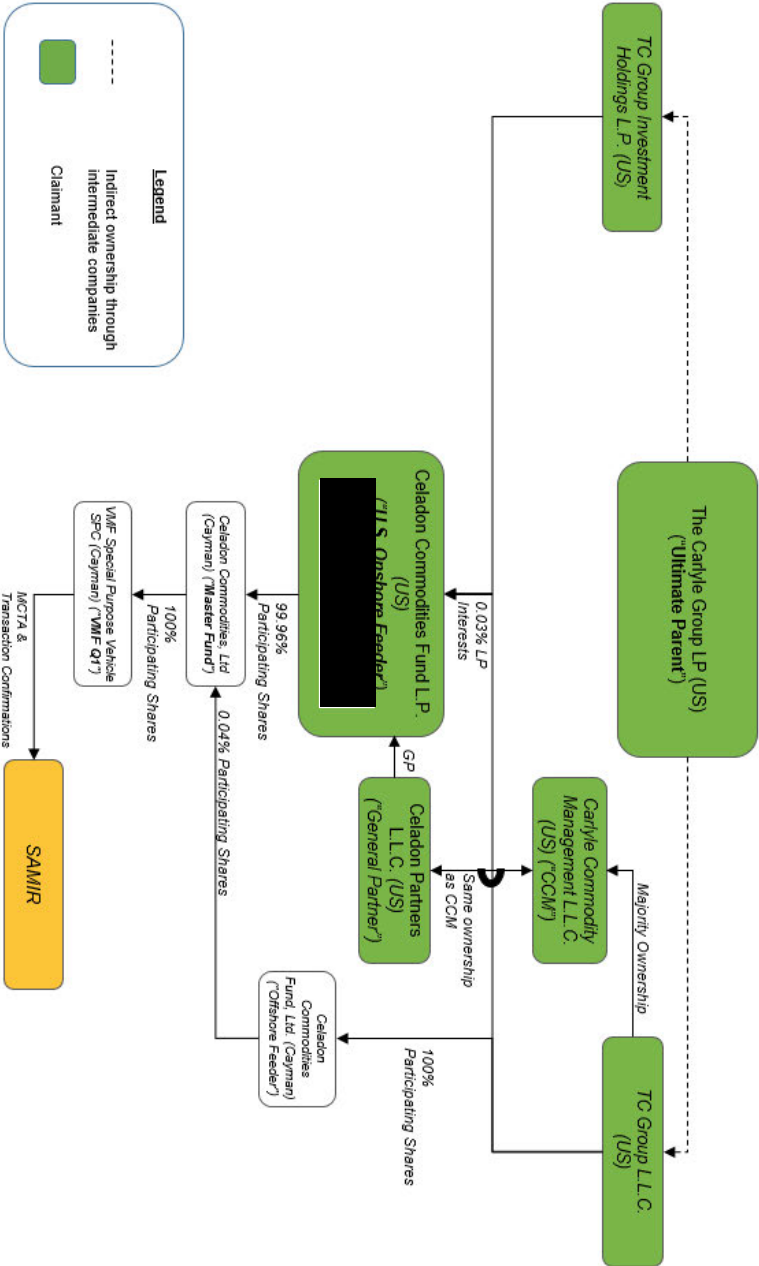 The Carlyle Group LP (US)
("Ultimate Parent")
TC Group Investment
Holdings L.P. (US)
TC Group L.L.C.
(US)
Majority Ownership
Carlyle Commodity
Management L.L.C.
(US) ("CCM")
0.03% LP
Interests
Same ownership
as CCM
100%
Participating Shares
Celadon Commodities Fund L.P.
(US)
("U.S. Onshore Feeder")
GP
Celadon Partners
L.L.C. (US)
("General Partner")
Celadon
Commodities
Fund, Ltd. (Cayman)
("Offshore Feeder")
99.96%
Participating Shares
Celadon Commodities, Ltd
(Cayman) ("Master Fund")
0.04% Participating Shares
100%
Participating Shares
VMF Special Purpose Vehicle
SPC (Cayman) ("VMF Q1")
MCTA &
Transaction Confirmations
SAMIR
Legend
Indirect ownership through
intermediate companies
Claimant